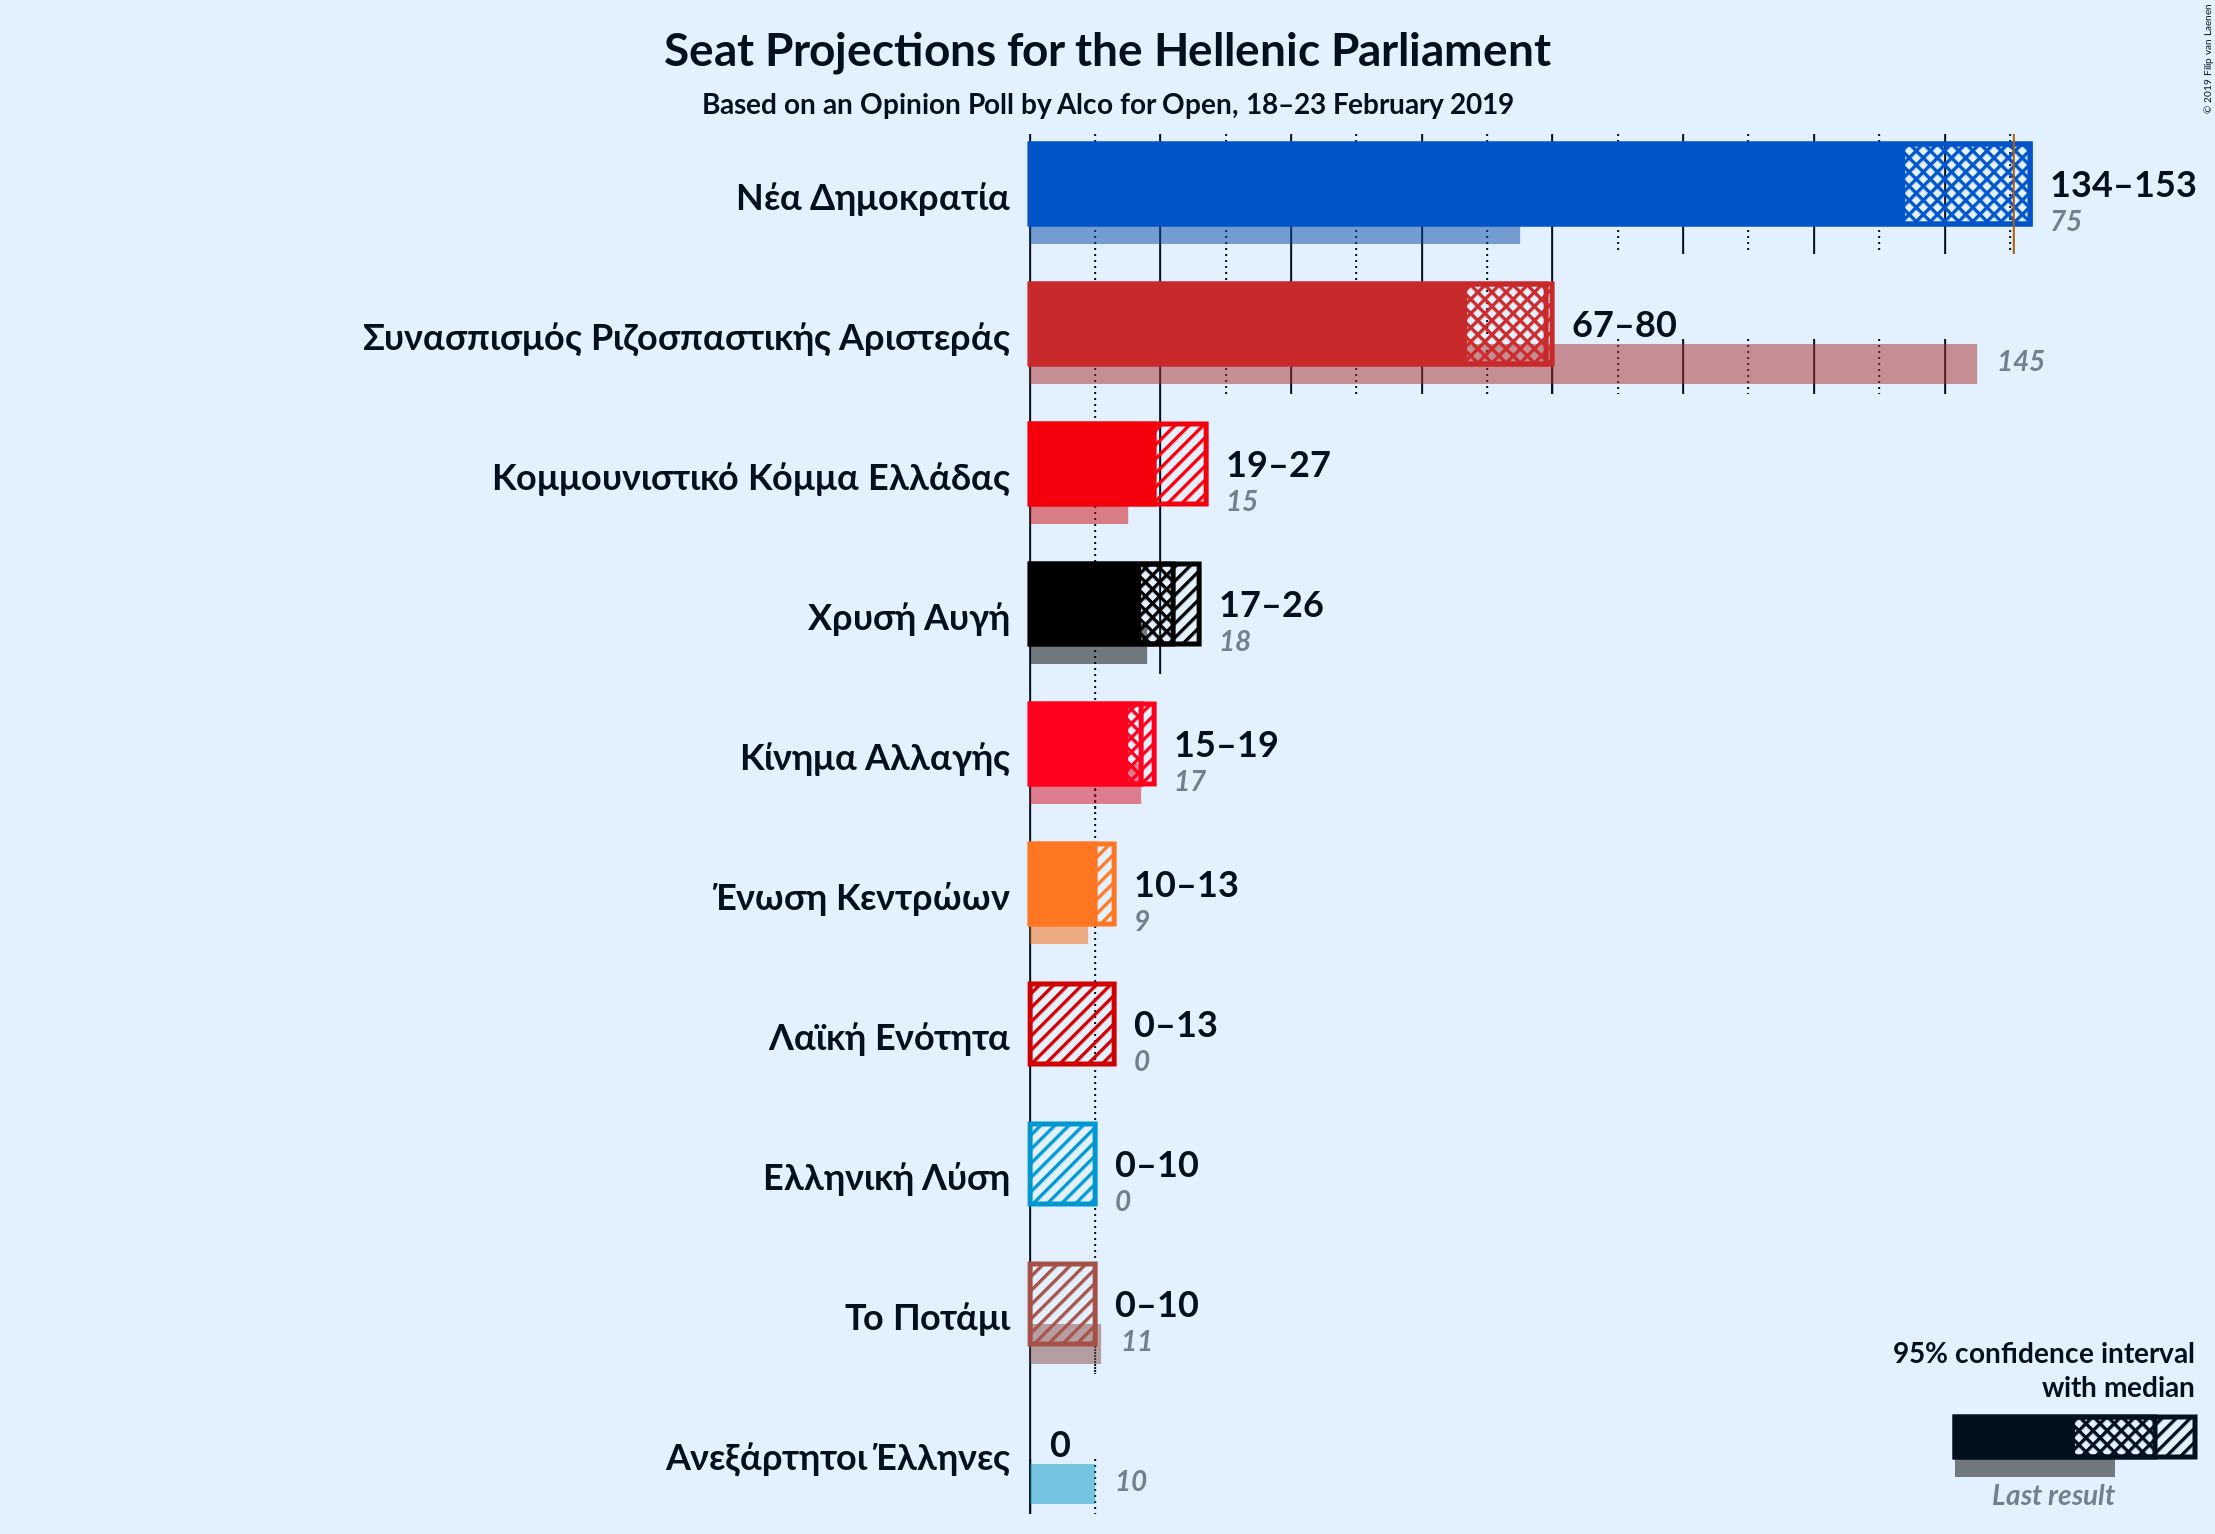 Seat Projections for the Hellenic Parliament
Based on an Opinion Poll by Alco for Open, 18–23 February 2019
© 2019 Filip van Laenen
Νέα Δημοκρατία
134–153
75
Συνασπισμός Ριζοσπαστικής Αριστεράς
67–80
145
Κομμουνιστικό Κόμμα Ελλάδας
19–27
15
Χρυσή Αυγή
17–26
18
Κίνημα Αλλαγής
15–19
17
Ένωση Κεντρώων
10–13
9
Λαϊκή Ενότητα
0–13
0
Ελληνική Λύση
0–10
0
Το Ποτάμι
0–10
11
Ανεξάρτητοι Έλληνες
0
10
95% confidence interval
with median
Last result